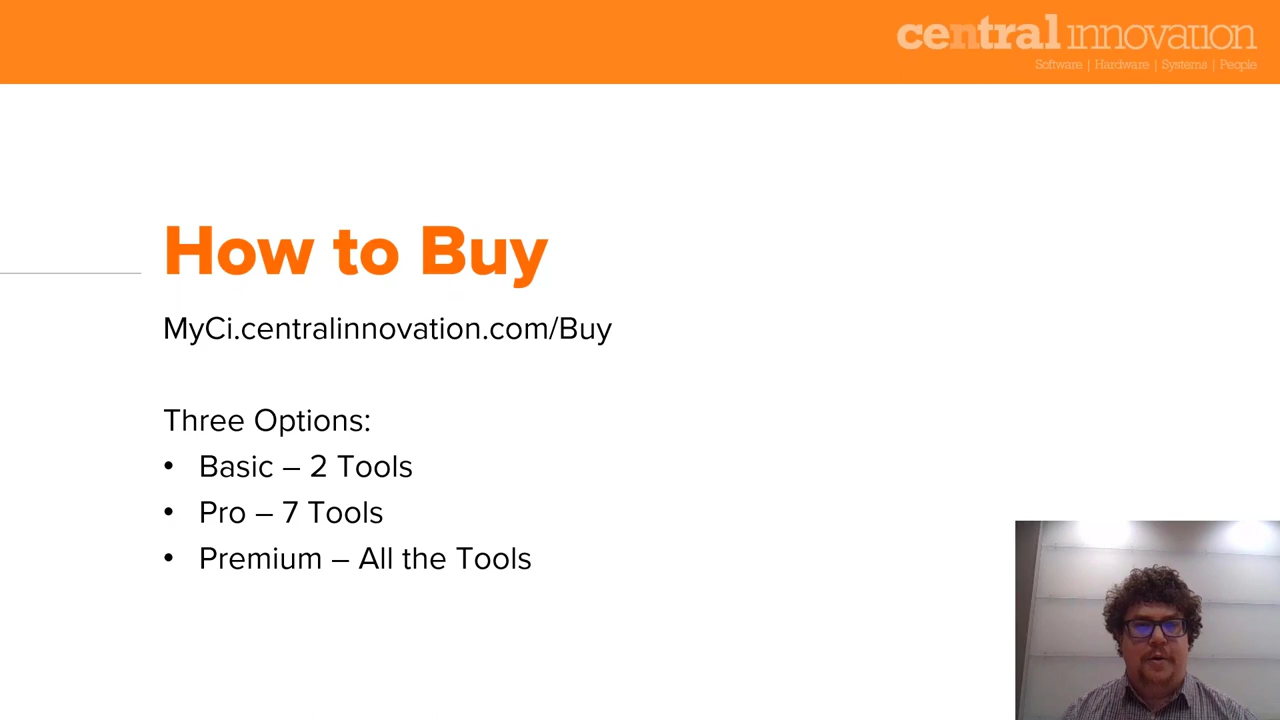 central innovation
Software | Hardware | Systems | People
How to Buy
MyCi.centralinnovation.com/Buy
Three Options:
• Basic – 2 Tools
• Pro – 7 Tools
• Premium – All the Tools